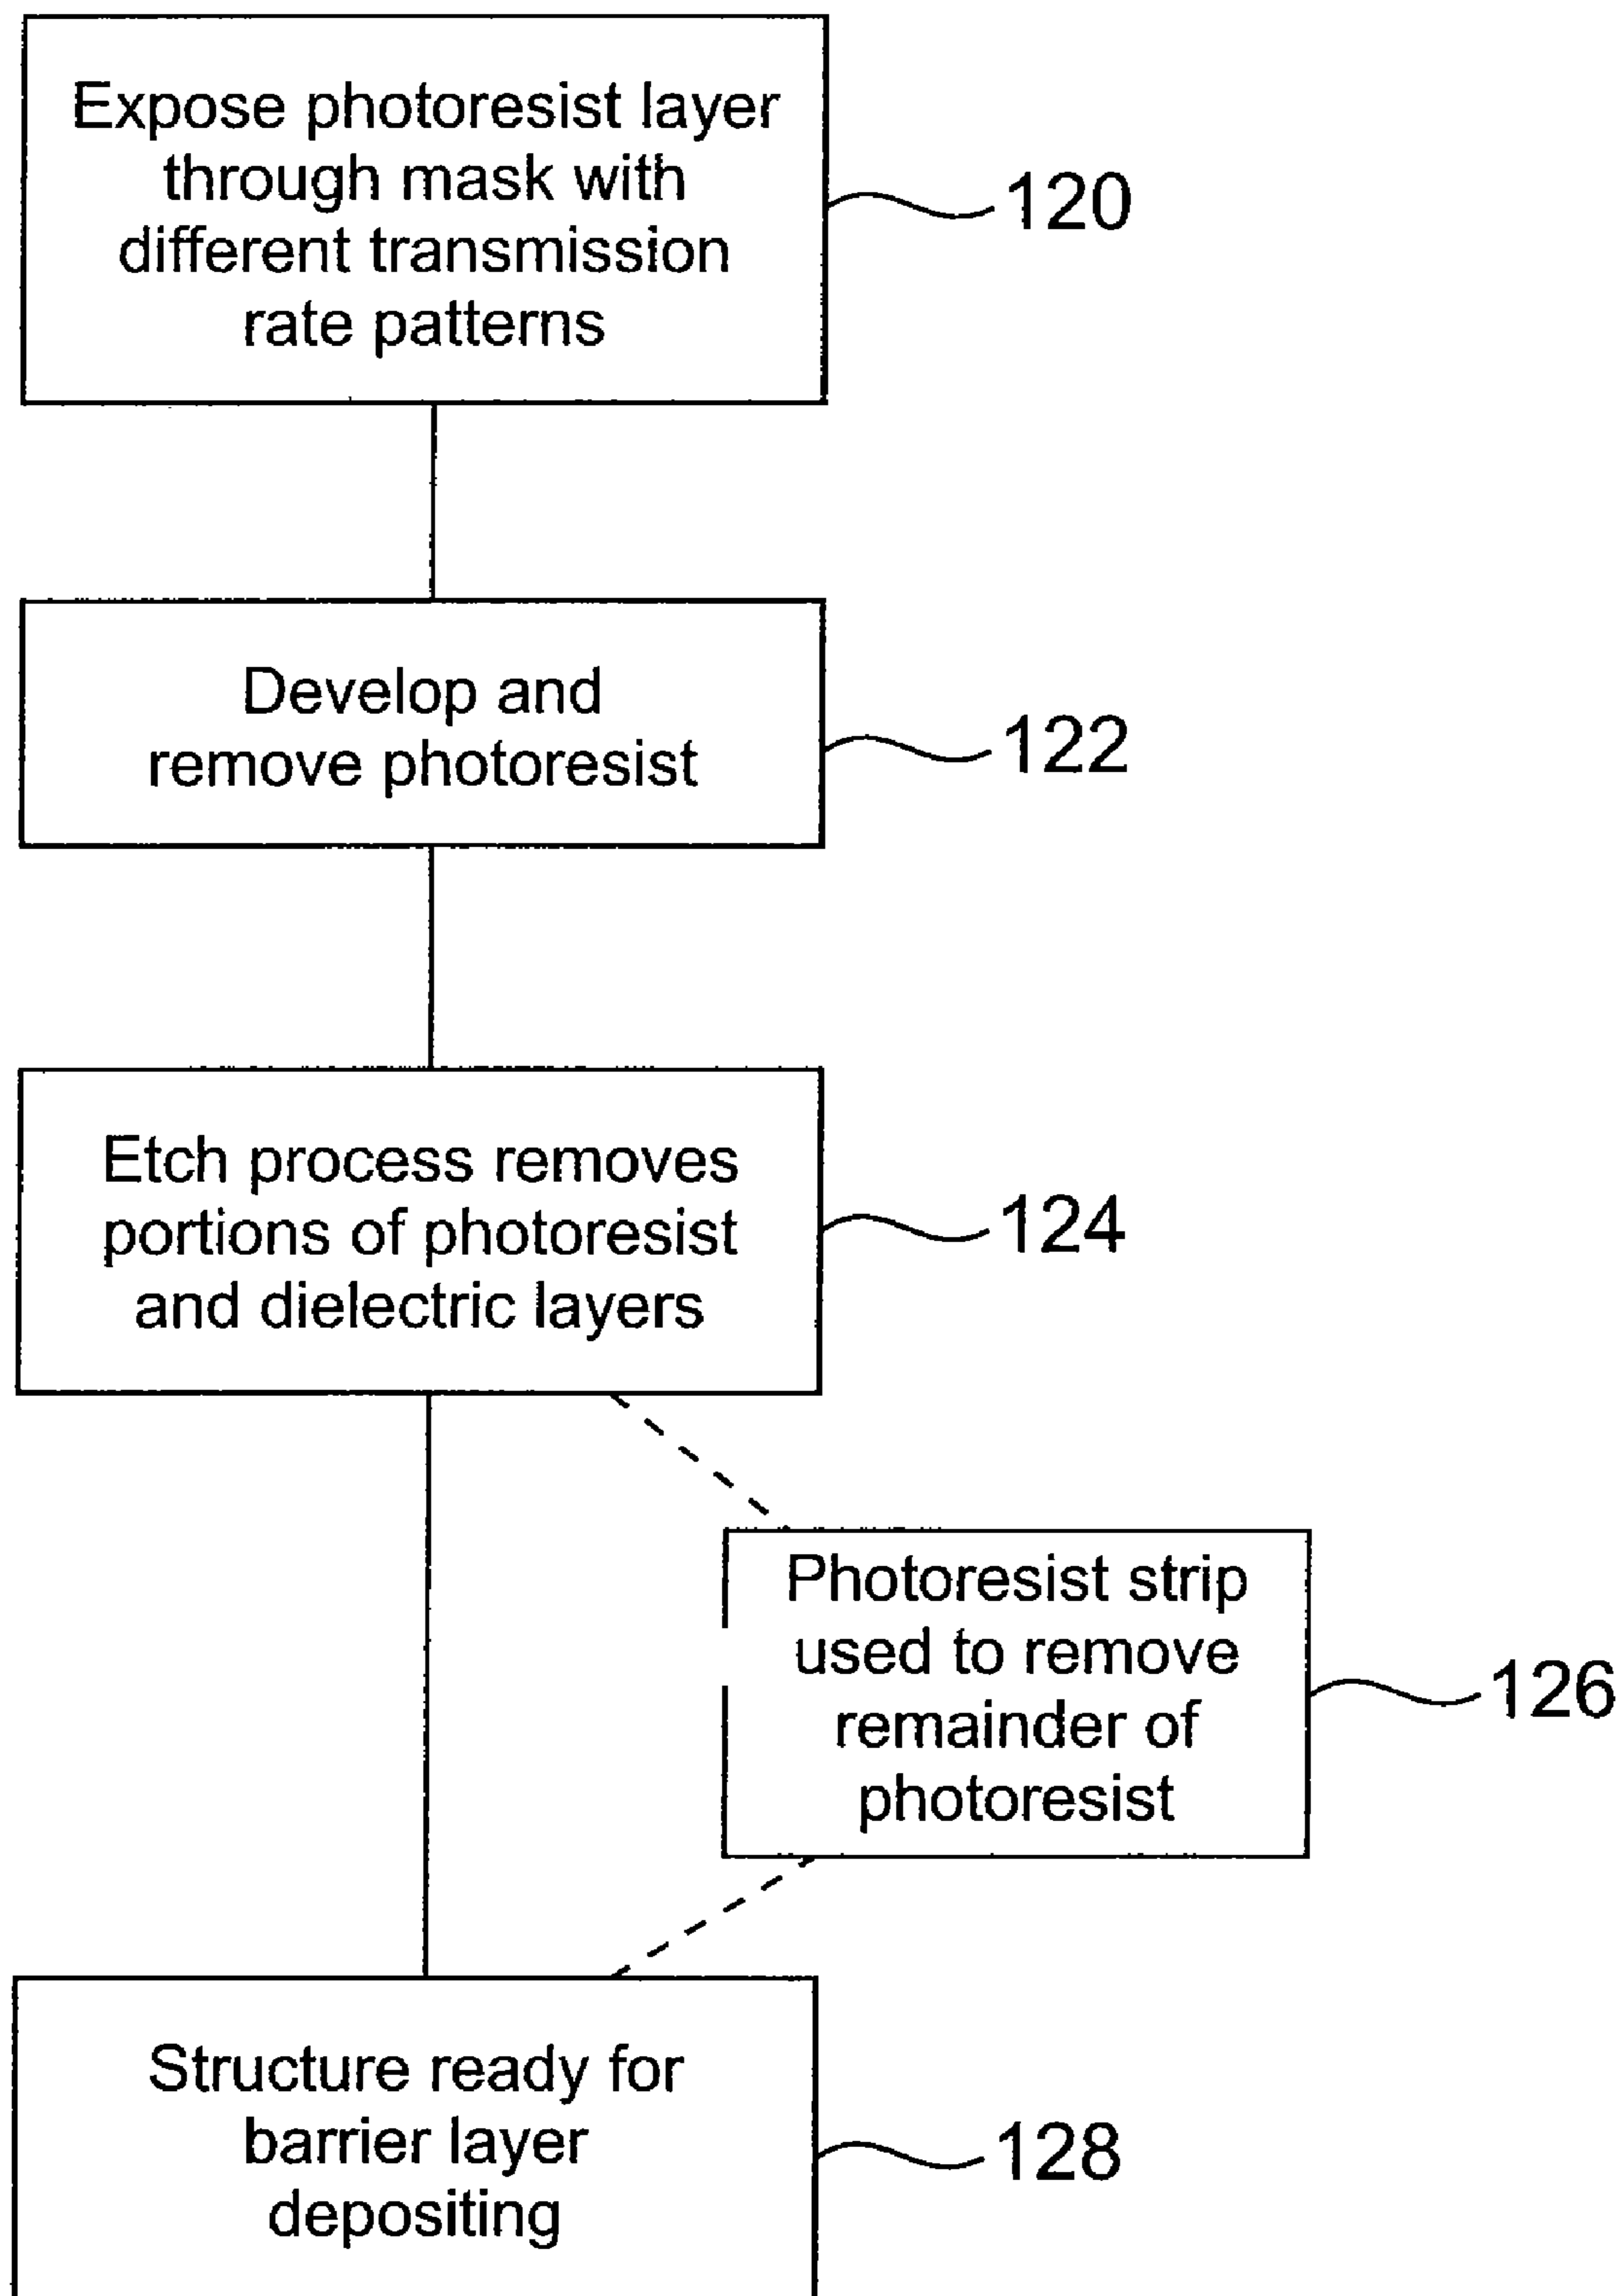 Expose photoresist layer
through mask with
different transmission
rate patterns
120
Develop and
remove photoresist
122
Etch process removes
portions of photoresist
and dielectric layers
124
Photoresist strip
used to remove
remainder of
photoresist
126
Structure ready for
barrier layer
depositing
128